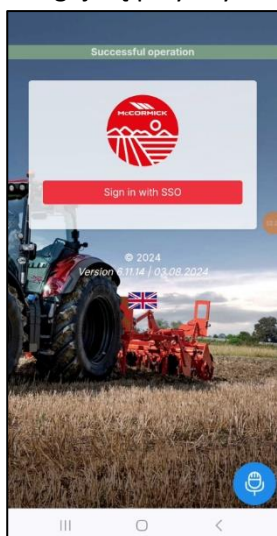 Successful operation
McCORMICK
Sign in with SSO
© 2024
Version 6.11.14 | 03.08.2024